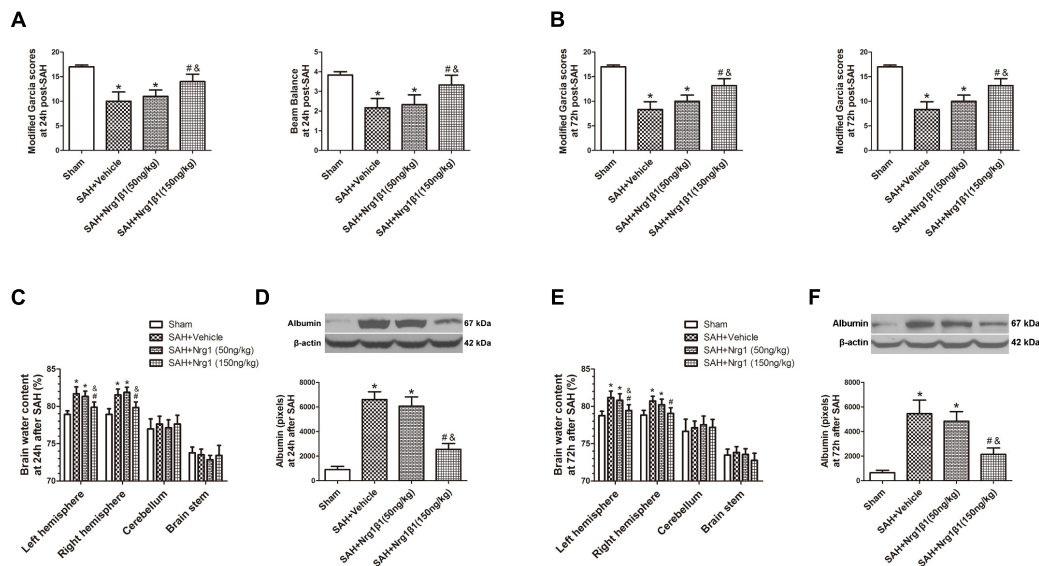 A
B
Modified Garcia scores
at 24h post-SAH
20
15
10
5
0
*
*
# &
Sham
SAH+Vehicle
SAH+Nrg1β1(50ng/kg)
SAH+Nrg1β1(150ng/kg)
Beam Balance
at 24h post-SAH
5
4
3
2
1
0
*
*
# &
Sham
SAH+Vehicle
SAH+Nrg1β1(50ng/kg)
SAH+Nrg1β1(150ng/kg)
Modified Garcia scores
at 72h post-SAH
20
15
10
5
0
*
*
# &
Sham
SAH+Vehicle
SAH+Nrg1β1(50ng/kg)
SAH+Nrg1β1(150ng/kg)
Modified Garcia scores
at 72h post-SAH
20
15
10
5
0
*
*
# &
Sham
SAH+Vehicle
SAH+Nrg1β1(50ng/kg)
SAH+Nrg1β1(150ng/kg)
C
Sham
SAH+Vehicle
SAH+Nrg1 (50ng/kg)
SAH+Nrg1 (150ng/kg)
Brain water content
at 24h after SAH (%)
85
80
75
70
* * &
#
* * &
#
Left hemisphere
Right hemisphere
Cerebellum
Brain stem
D
Albumin 67 kDa
β-actin 42 kDa
Albumin (pixels)
at 24h after SAH
8000
6000
4000
2000
0
*
*
# &
Sham
SAH+Vehicle
SAH+Nrg1β1(50ng/kg)
SAH+Nrg1β1(150ng/kg)
E
Sham
SAH+Vehicle
SAH+Nrg1 (50ng/kg)
SAH+Nrg1 (150ng/kg)
Brain water content
at 72h after SAH (%)
85
80
75
70
* * &
#
* * #
Left hemisphere
Right hemisphere
Cerebellum
Brain stem
F
Albumin 67 kDa
β-actin 42 kDa
Albumin (pixels)
at 72h after SAH
8000
6000
4000
2000
0
*
*
# &
Sham
SAH+Vehicle
SAH+Nrg1β1(50ng/kg)
SAH+Nrg1β1(150ng/kg)